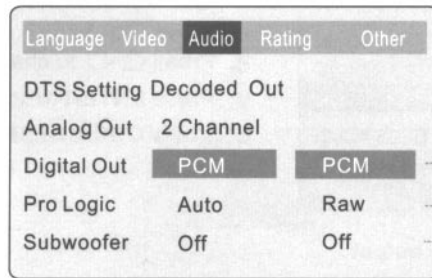 Language Video Audio Rating Other
DTS Setting Decoded Out
Analog Out 2 Channel
Digital Out PCM PCM
Pro Logic Auto Raw
Subwoofer Off Off